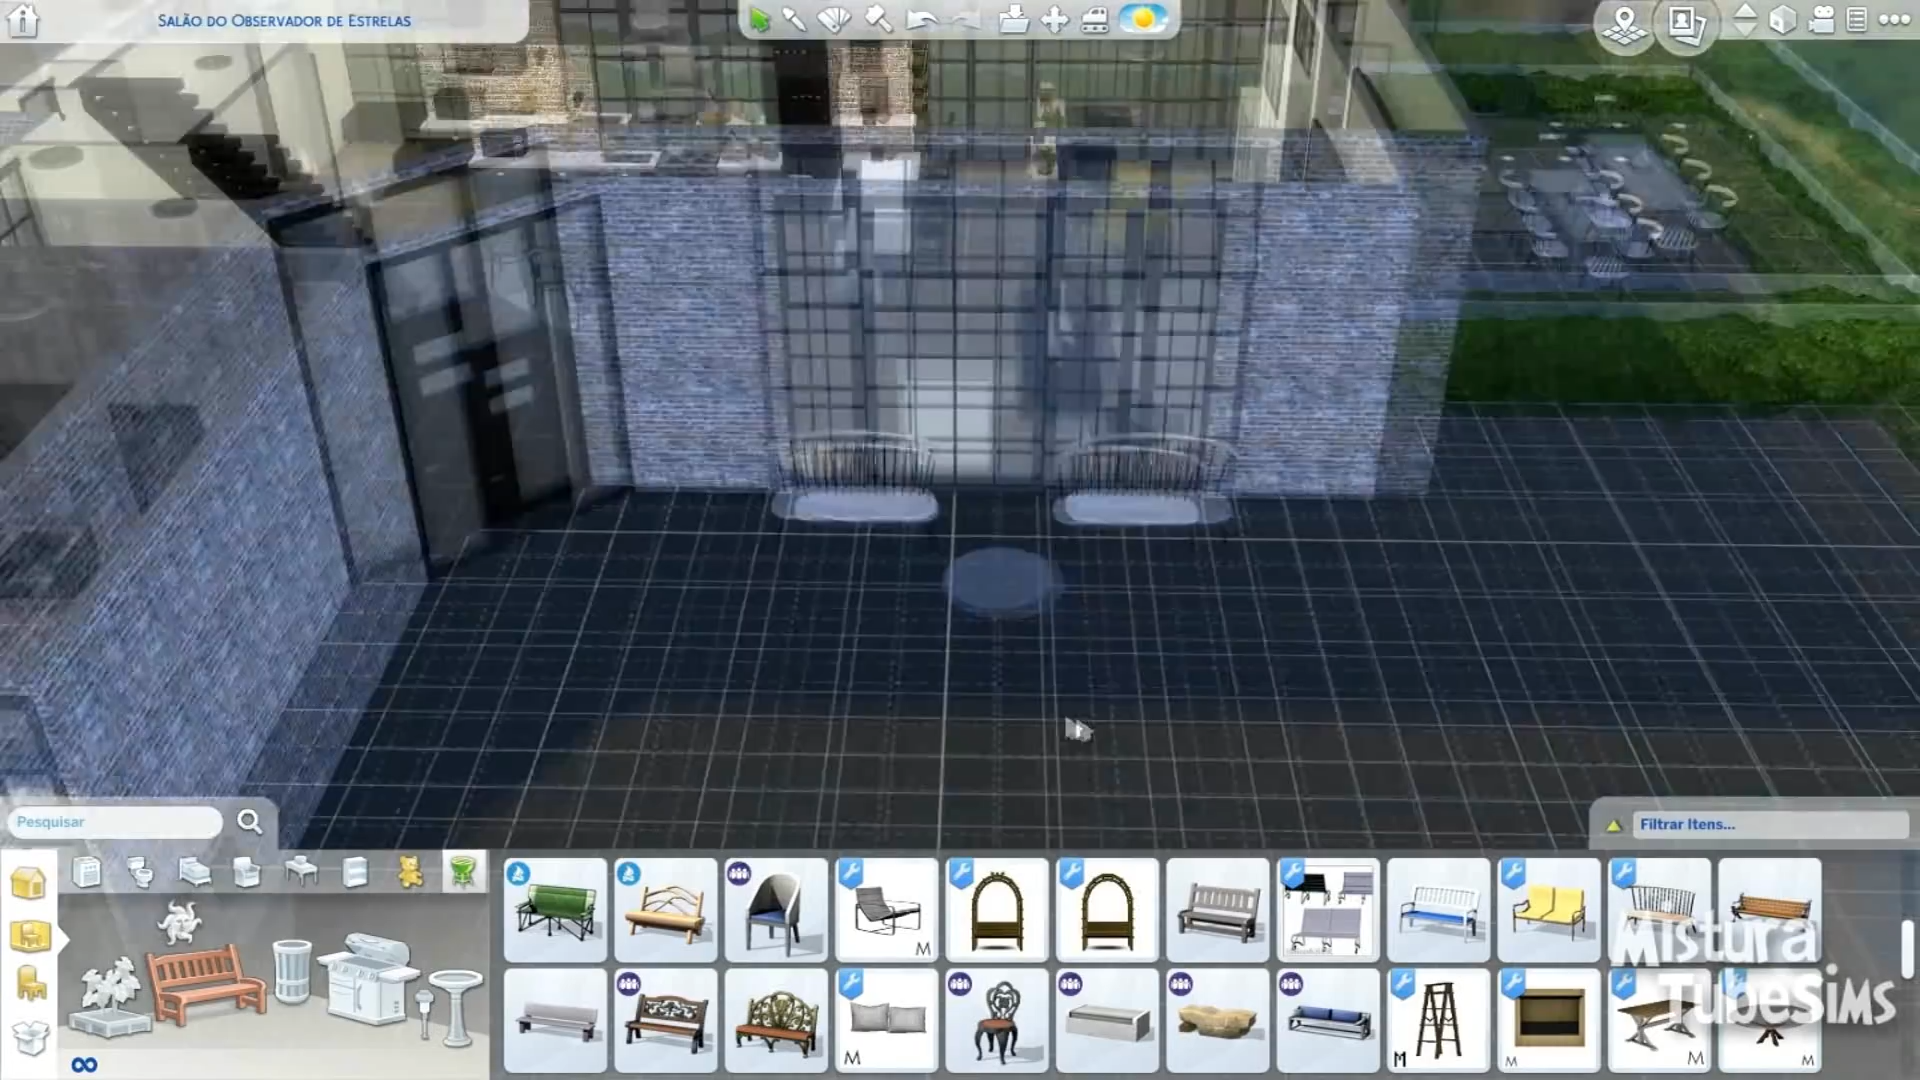 SALÃO DO OBSERVADOR DE ESTRELAS
Pesquisar
Filtrar Itens...
M
MISTURA
TUBESIMS
M
M
M
M
M